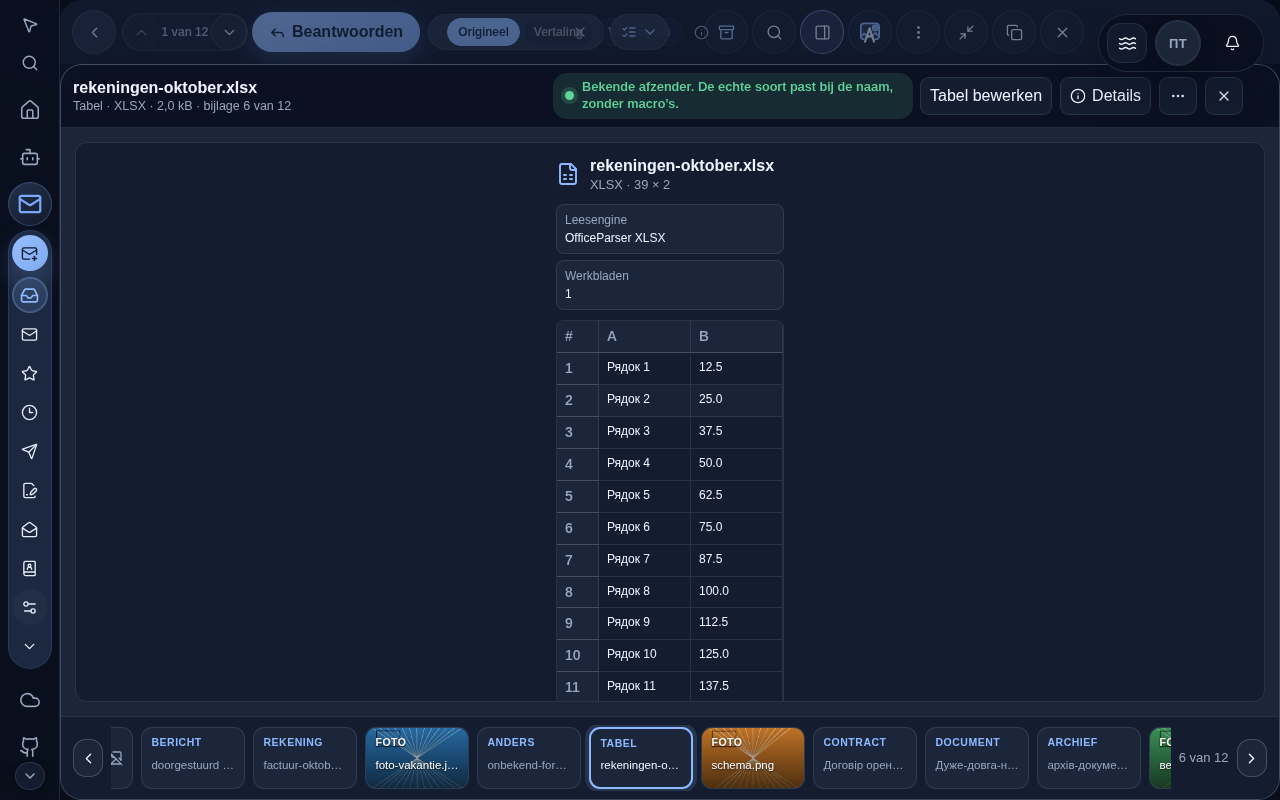 1 van 12
Beantwoorden
Origineel
Vertaling
ПТ
rekeningen-oktober.xlsx
Tabel · XLSX · 2,0 kB · bijlage 6 van 12
Bekende afzender. De echte soort past bij de naam,
zonder macro's.
Tabel bewerken
Details
rekeningen-oktober.xlsx
XLSX · 39 × 2
Leesengine
OfficeParser XLSX
Werkbladen
1
# A B
1 Рядок 1 12.5
2 Рядок 2 25.0
3 Рядок 3 37.5
4 Рядок 4 50.0
5 Рядок 5 62.5
6 Рядок 6 75.0
7 Рядок 7 87.5
8 Рядок 8 100.0
9 Рядок 9 112.5
10 Рядок 10 125.0
11 Рядок 11 137.5
BERICHT
doorgestuurd …
REKENING
factuur-oktob…
FOTO
foto-vakantie.j…
ANDERS
onbekend-for…
TABEL
rekeningen-o…
FOTO
schema.png
CONTRACT
Договір орен…
DOCUMENT
Дуже-довга-н…
ARCHIEF
архів-докуме…
6 van 12